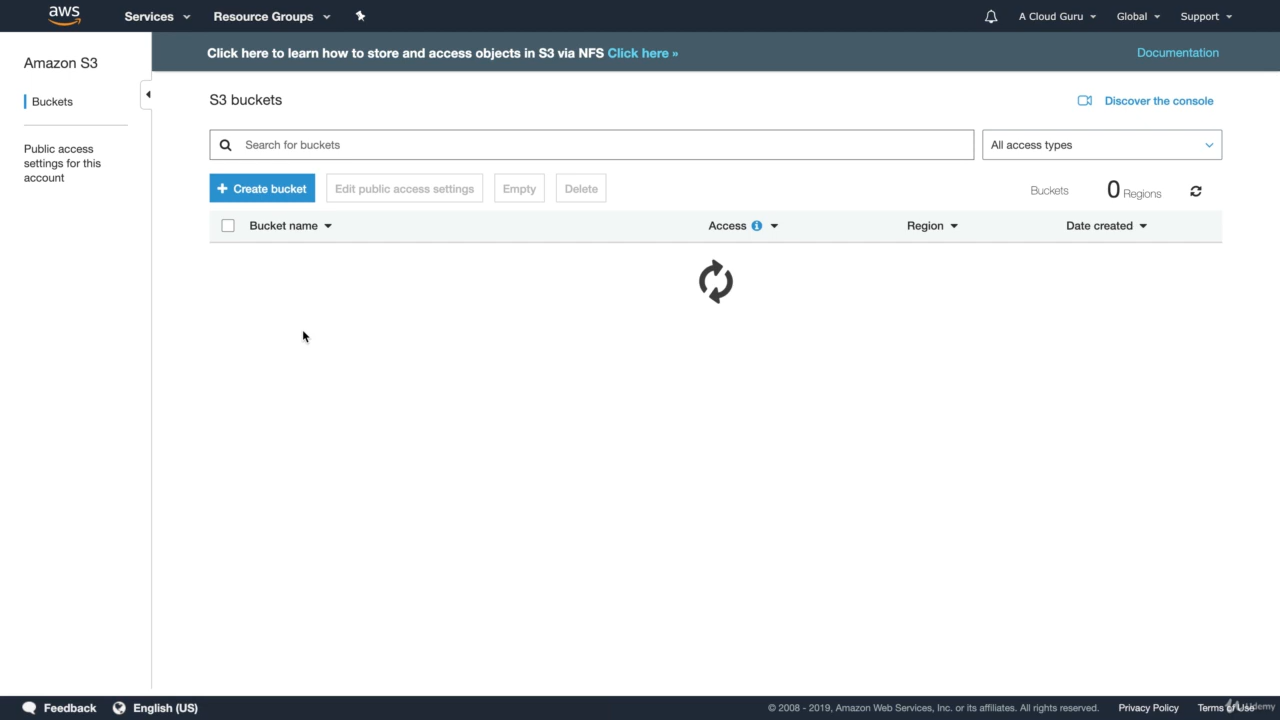 aws
Services
Resource Groups
A Cloud Guru
Global
Support
Amazon S3
Buckets
Public access
settings for this
account
Click here to learn how to store and access objects in S3 via NFS Click here »
Documentation
S3 buckets
Discover the console
Search for buckets
All access types
+ Create bucket
Edit public access settings
Empty
Delete
Buckets
0 Regions
Bucket name
Access
Region
Date created
Feedback
English (US)
© 2008 - 2019, Amazon Web Services, Inc. or its affiliates. All rights reserved.
Privacy Policy
Terms of Use
Udemy